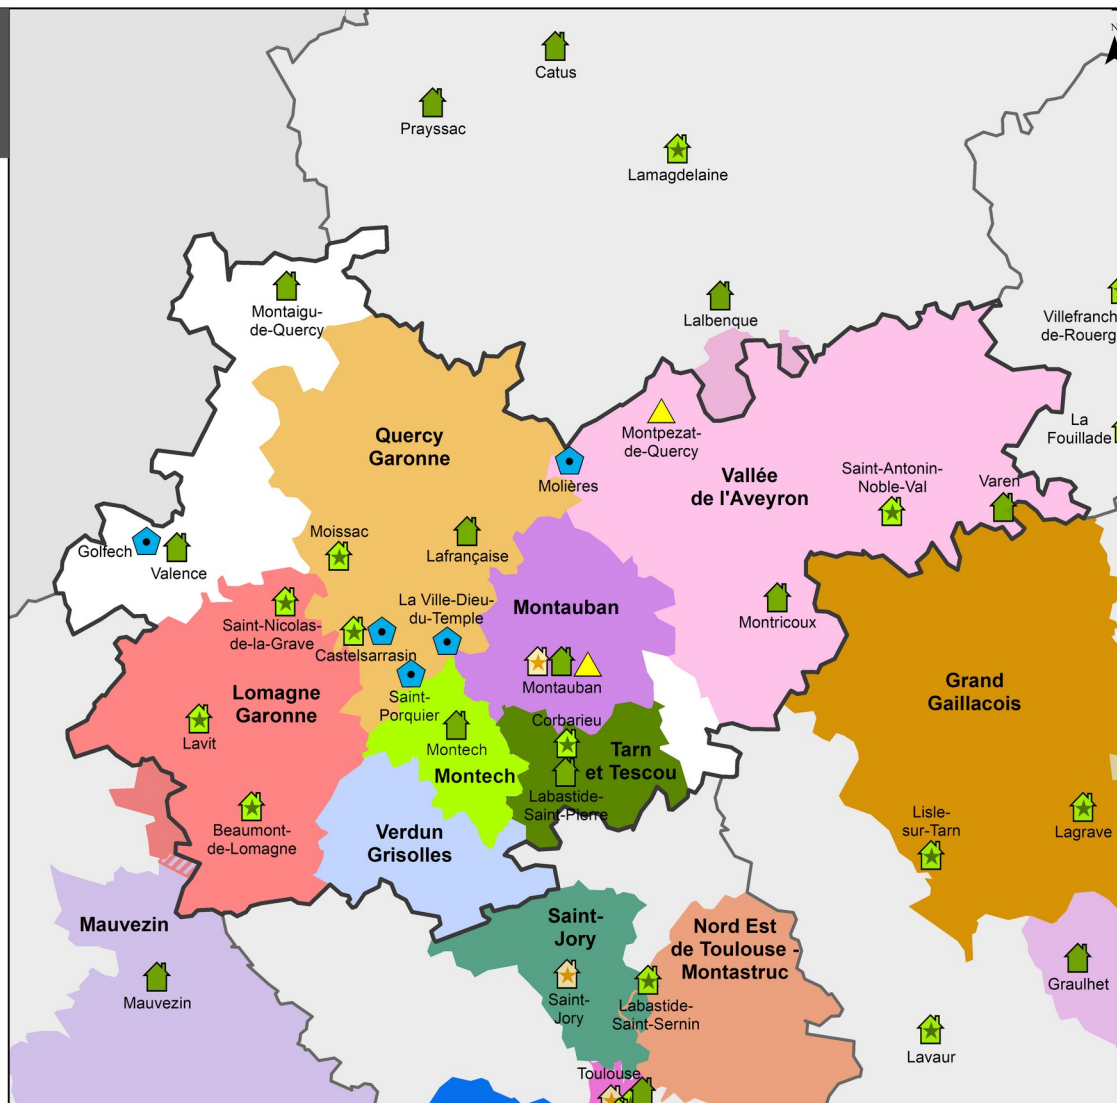 N
Catus
Prayssac
Lamagdelaine
Montaigu-
de-Quercy
Lalbenque
Villefranch
de-Rouerg
La
Fouillade
Quercy
Garonne
Montpezat-
de-Quercy
Molières
Vallée
de l'Aveyron
Saint-Antonin-
Noble-Val
Varen
Golfech
Valence
Moissac
Lafrançaise
La Ville-Dieu-
du-Temple
Montauban
Montricoux
Saint-Nicolas-
de-la-Grave
Castelsarrasin
Saint-
Porquier
Montauban
Grand
Gaillacois
Lomagne
Garonne
Lavit
Montech
Corbarieu
Montech
Tarn
et Tescou
Labastide-
Saint-Pierre
Beaumont-
de-Lomagne
Verdun
Grisolles
Lisle-
sur-Tarn
Lagrave
Mauvezin
Mauvezin
Saint-
Jory
Saint-
Jory
Nord Est
de Toulouse -
Montastruc
Labastide-
Saint-Sernin
Graulhet
Lavaur
Toulouse